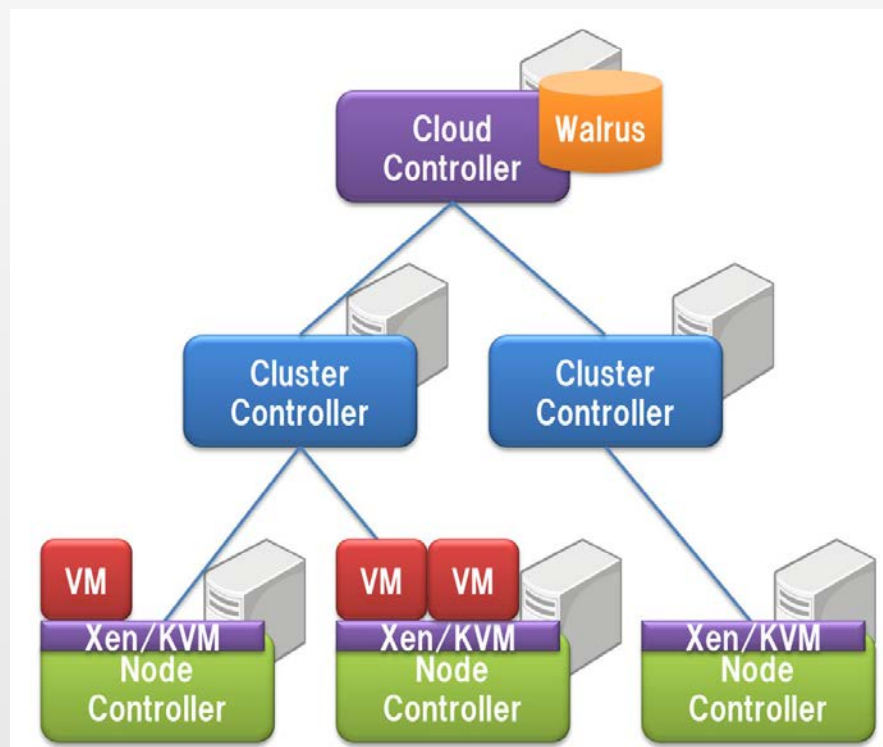 Cloud
Controller
Walrus
Cluster
Controller
Cluster
Controller
VM
VM
VM
Xen/KVM
Node
Controller
Xen/KVM
Node
Controller
Xen/KVM
Node
Controller